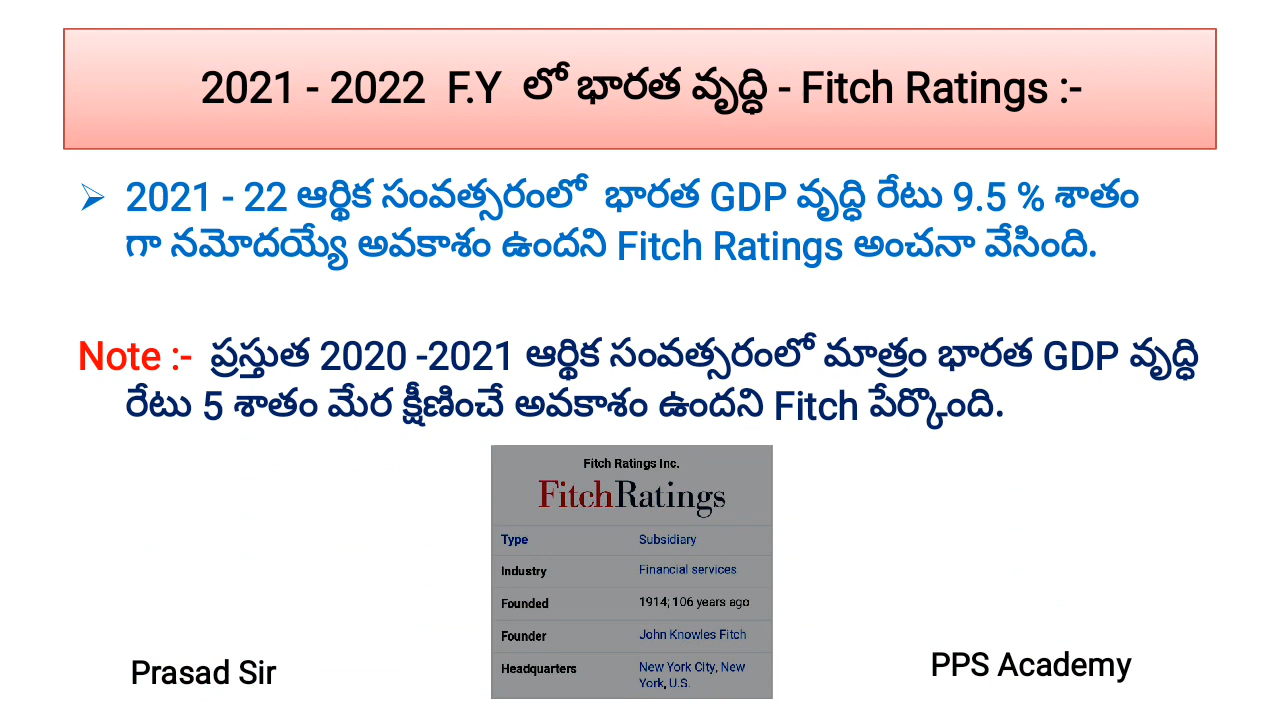 2021 - 2022 F.Y లో భారత వృద్ధి - Fitch Ratings :-
➢ 2021 - 22 ఆర్థిక సంవత్సరంలో భారత GDP వృద్ధి రేటు 9.5 % శాతం
గా నమోదయ్యే అవకాశం ఉందని Fitch Ratings అంచనా వేసింది.
Note :- ప్రస్తుత 2020 -2021 ఆర్థిక సంవత్సరంలో మాత్రం భారత GDP వృద్ధి
రేటు 5 శాతం మేర క్షీణించే అవకాశం ఉందని Fitch పేర్కొంది.
Fitch Ratings Inc.
FitchRatings
Type Subsidiary
Industry Financial services
Founded 1914; 106 years ago
Founder John Knowles Fitch
Headquarters New York City, New
York, U.S.
Prasad Sir
PPS Academy